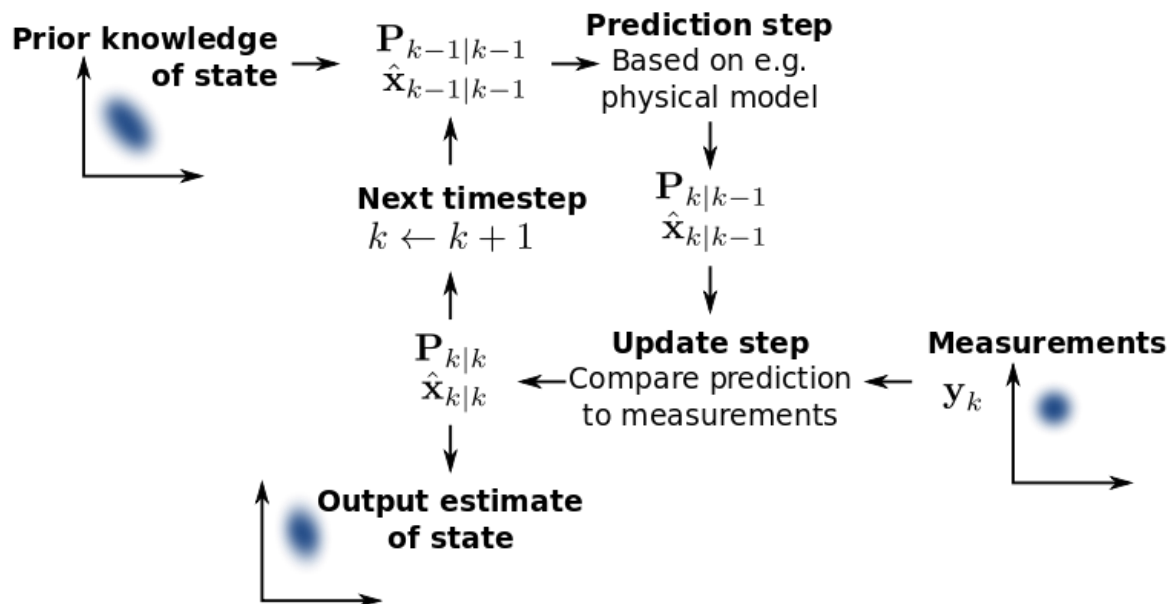 Prior knowledge
of state
P_{k−1|k−1}
x̂_{k−1|k−1}
Prediction step
Based on e.g.
physical model
P_{k|k−1}
x̂_{k|k−1}
Next timestep
k ← k + 1
P_{k|k}
x̂_{k|k}
Update step
Compare prediction
to measurements
Measurements
y_k
Output estimate
of state